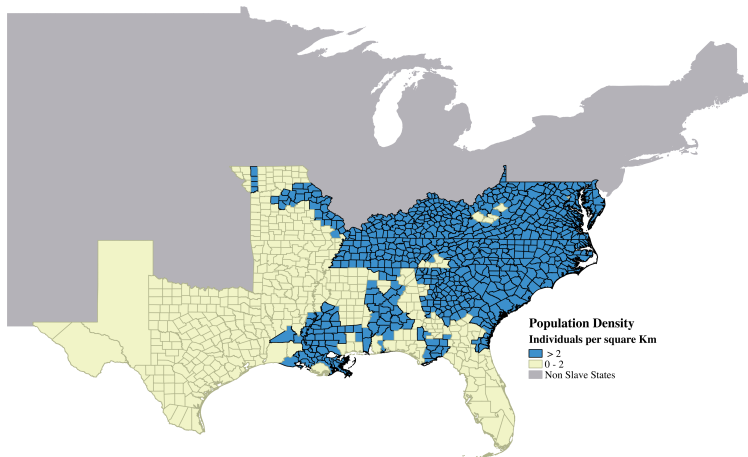 Population Density
Individuals per square Km
> 2
0 - 2
Non Slave States